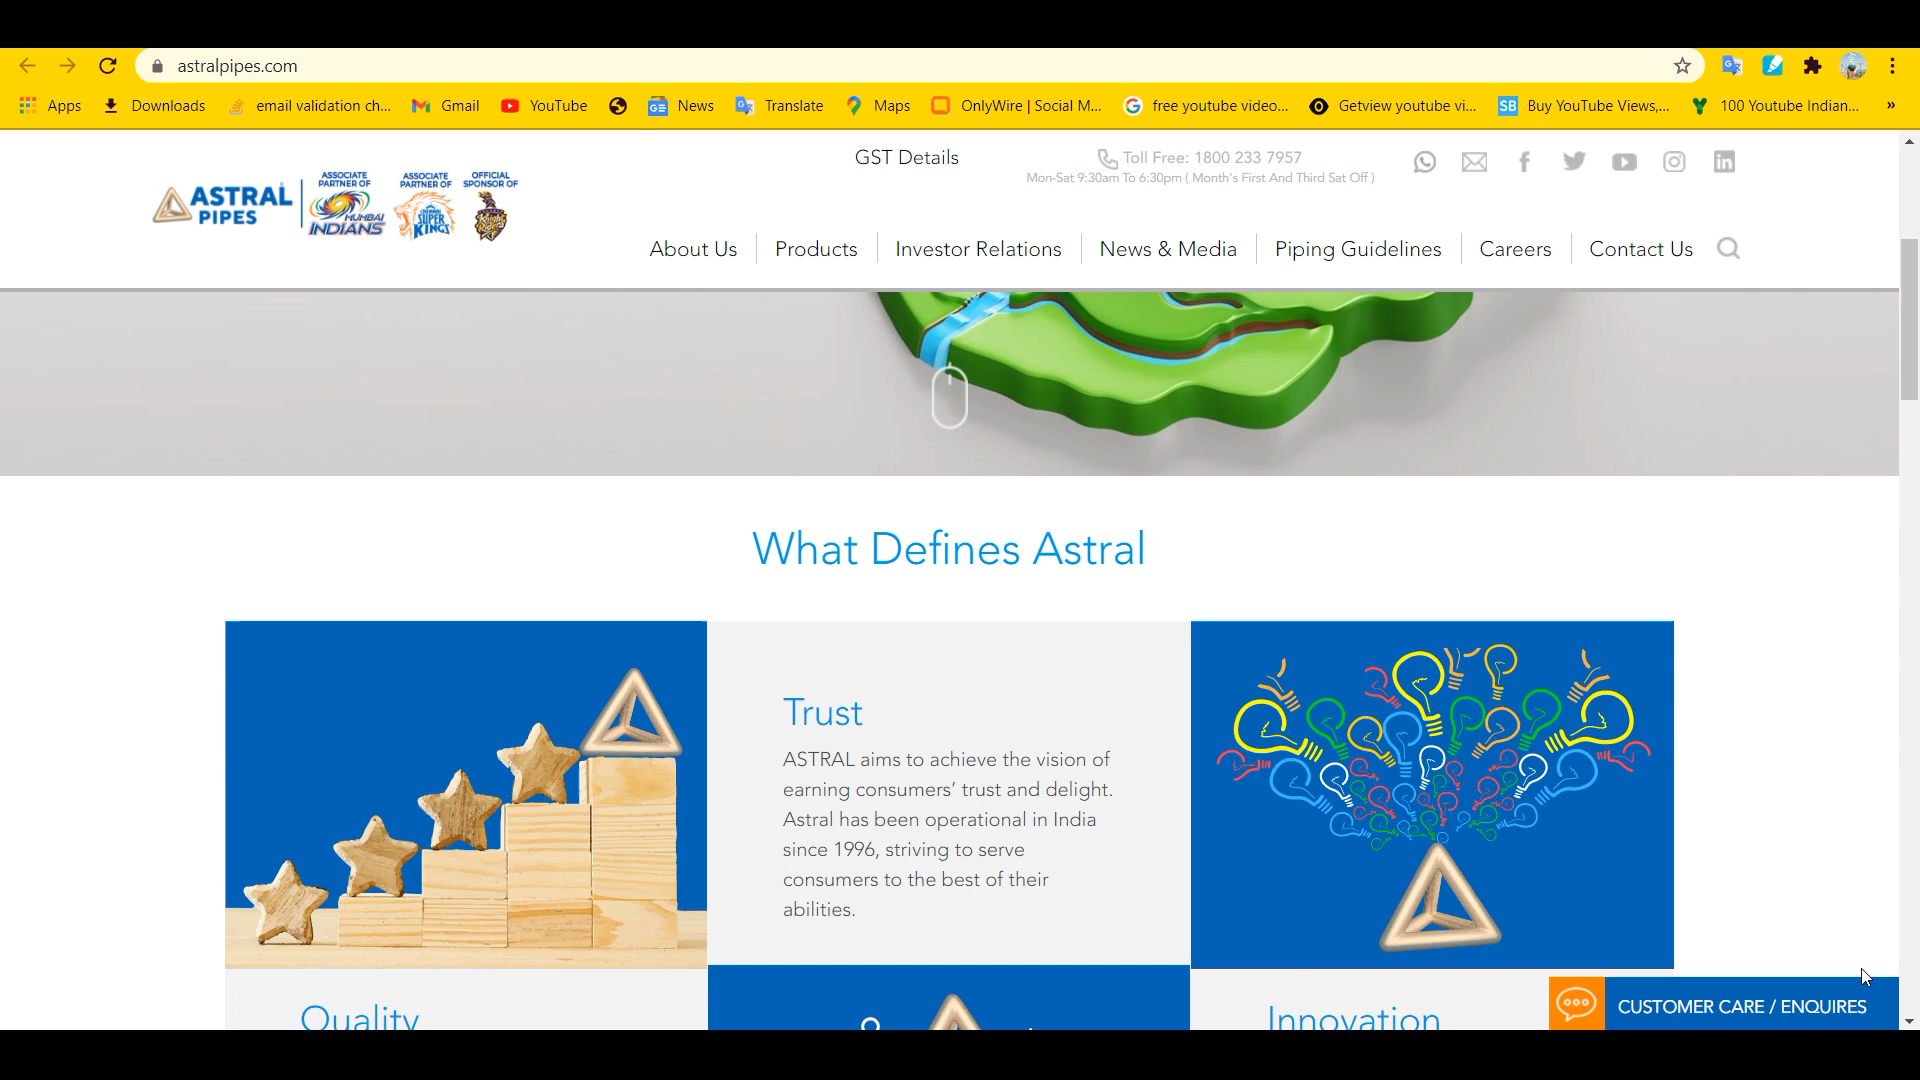 astralpipes.com
Apps
Downloads
email validation ch...
Gmail
YouTube
News
Translate
Maps
OnlyWire | Social M...
free youtube video...
Getview youtube vi...
SB Buy YouTube Views,...
100 Youtube Indian...
»
GST Details
Toll Free: 1800 233 7957
Mon-Sat 9:30am To 6:30pm ( Month's First And Third Sat Off )
ASTRAL
PIPES
ASSOCIATE
PARTNER OF
MUMBAI
INDIANS
ASSOCIATE
PARTNER OF
CHENNAI
SUPER
KINGS
OFFICIAL
SPONSOR OF
Knight
Riders
About Us
Products
Investor Relations
News & Media
Piping Guidelines
Careers
Contact Us
What Defines Astral
Trust
ASTRAL aims to achieve the vision of
earning consumers’ trust and delight.
Astral has been operational in India
since 1996, striving to serve
consumers to the best of their
abilities.
Quality
Innovation
CUSTOMER CARE / ENQUIRES